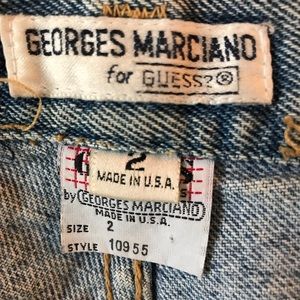 GEORGES MARCIANO
for GUESS?®
2
MADE IN U.S.A.
by GEORGES MARCIANO
MADE IN U.S.A.
SIZE 2
STYLE 10955